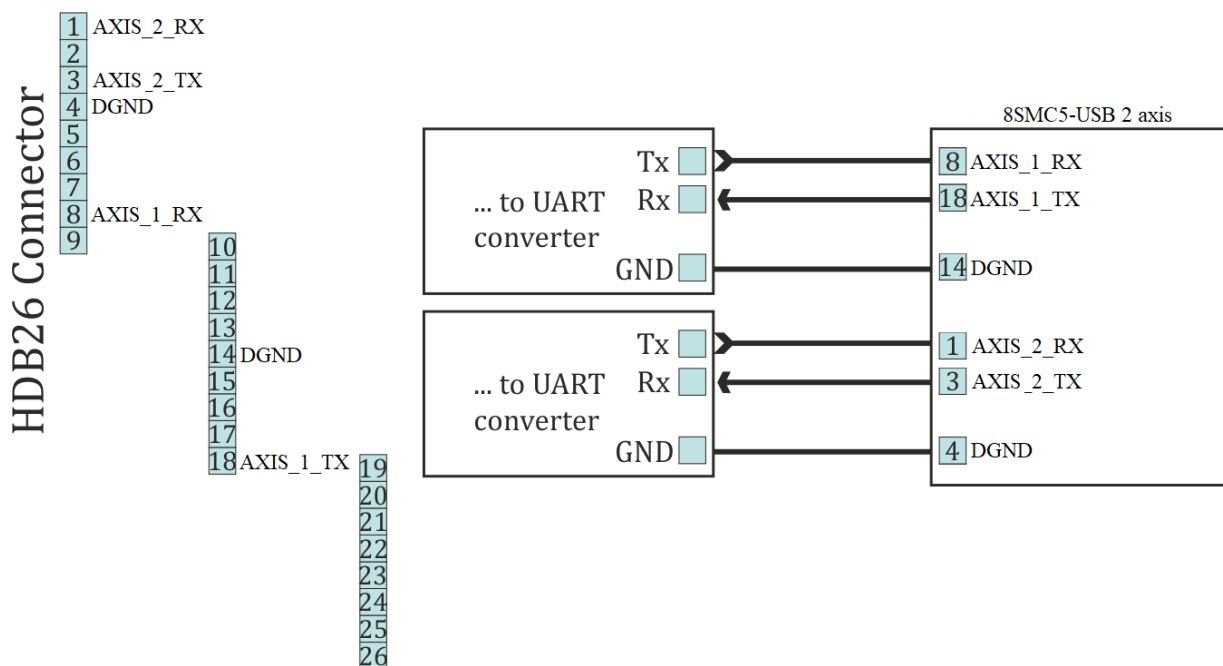 HDB26 Connector
1 AXIS_2_RX
2
3 AXIS_2_TX
4 DGND
5
6
7
8 AXIS_1_RX
9
10
11
12
13
14 DGND
15
16
17
18 AXIS_1_TX
19
20
21
22
23
24
25
26
... to UART
converter
Tx
Rx
GND
... to UART
converter
Tx
Rx
GND
8SMC5-USB 2 axis
8 AXIS_1_RX
18 AXIS_1_TX
14 DGND
1 AXIS_2_RX
3 AXIS_2_TX
4 DGND